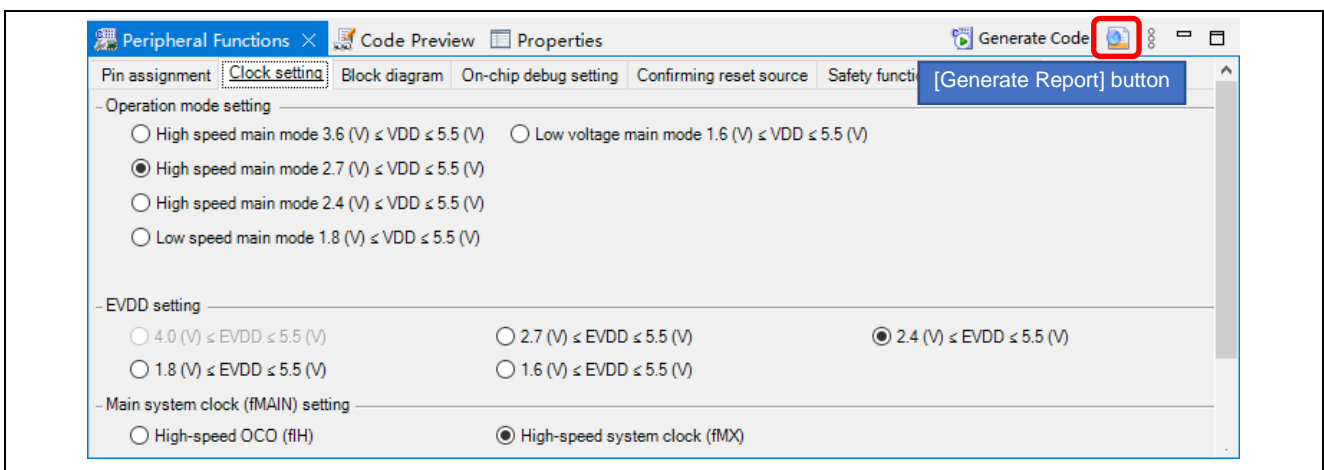 Peripheral Functions Code Preview Properties Generate Code
Pin assignment Clock setting Block diagram On-chip debug setting Confirming reset source Safety functi
[Generate Report] button
Operation mode setting
High speed main mode 3.6 (V) ≤ VDD ≤ 5.5 (V) Low voltage main mode 1.6 (V) ≤ VDD ≤ 5.5 (V)
High speed main mode 2.7 (V) ≤ VDD ≤ 5.5 (V)
High speed main mode 2.4 (V) ≤ VDD ≤ 5.5 (V)
Low speed main mode 1.8 (V) ≤ VDD ≤ 5.5 (V)
EVDD setting
4.0 (V) ≤ EVDD ≤ 5.5 (V) 2.7 (V) ≤ EVDD ≤ 5.5 (V) 2.4 (V) ≤ EVDD ≤ 5.5 (V)
1.8 (V) ≤ EVDD ≤ 5.5 (V) 1.6 (V) ≤ EVDD ≤ 5.5 (V)
Main system clock (fMAIN) setting
High-speed OCO (fIH) High-speed system clock (fMX)